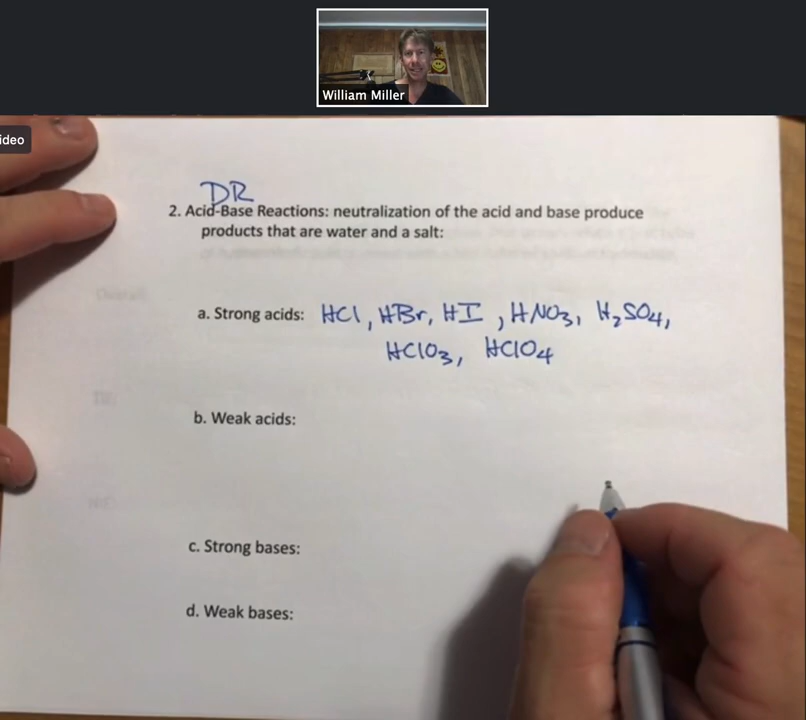 William Miller
ideo
DR
2. Acid-Base Reactions: neutralization of the acid and base produce
products that are water and a salt:
a. Strong acids: HCl, HBr, HI, HNO3, H2SO4,
HClO3, HClO4
b. Weak acids:
c. Strong bases:
d. Weak bases: